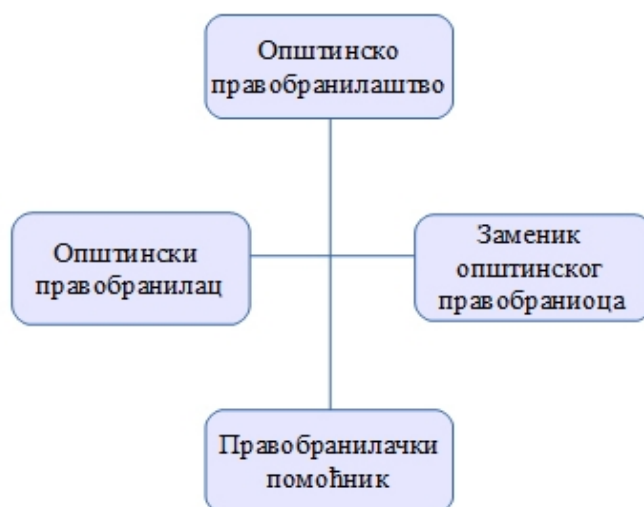 Општинско
правобранилаштво
Општински
правобранилац
Заменик
општинског
правобраниоца
Правобранилачки
помоћник